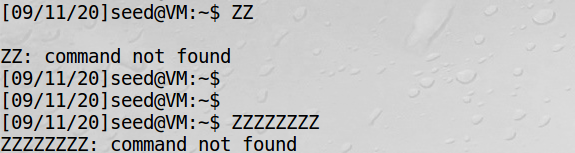 [09/11/20]seed@VM:~$ ZZ
ZZ: command not found
[09/11/20]seed@VM:~$
[09/11/20]seed@VM:~$
[09/11/20]seed@VM:~$ ZZZZZZZZ
ZZZZZZZZ: command not found